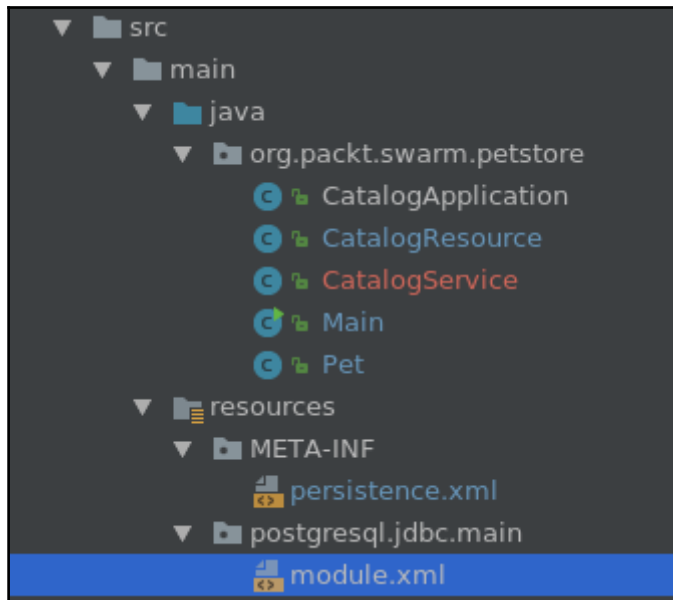 src
main
java
org.packt.swarm.petstore
CatalogApplication
CatalogResource
CatalogService
Main
Pet
resources
META-INF
persistence.xml
postgresql.jdbc.main
module.xml